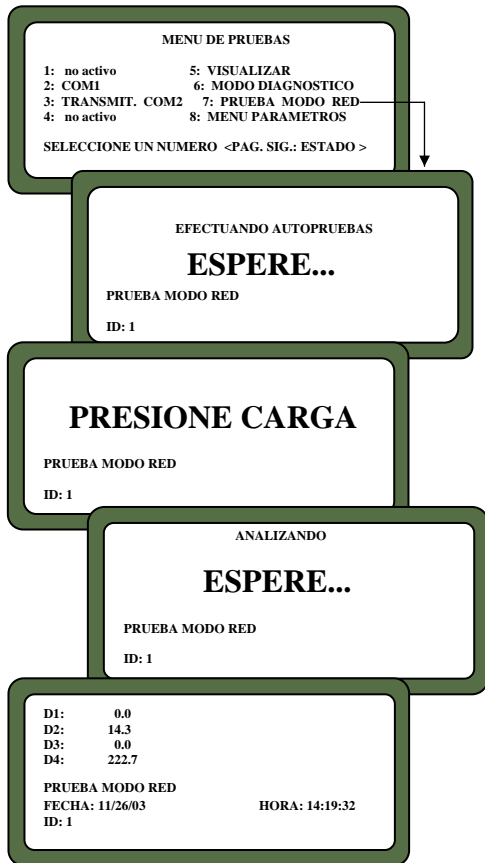 MENU DE PRUEBAS
1: no activo 5: VISUALIZAR
2: COM1 6: MODO DIAGNOSTICO
3: TRANSMIT. COM2 7: PRUEBA MODO RED
4: no activo 8: MENU PARAMETROS
SELECCIONE UN NUMERO <PAG. SIG.: ESTADO >
EFECTUANDO AUTOPRUEBAS
ESPERE...
PRUEBA MODO RED
ID: 1
PRESIONE CARGA
PRUEBA MODO RED
ID: 1
ANALIZANDO
ESPERE...
PRUEBA MODO RED
ID: 1
D1: 0.0
D2: 14.3
D3: 0.0
D4: 222.7
PRUEBA MODO RED
FECHA: 11/26/03 HORA: 14:19:32
ID: 1